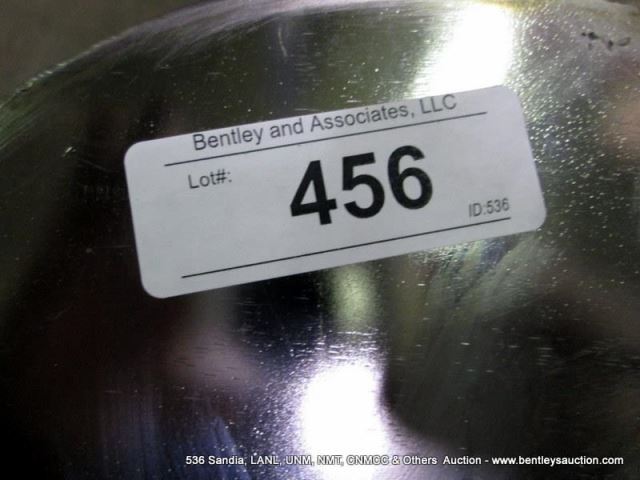 Bentley and Associates, LLC
Lot#:
456
ID:536
536 Sandia, LANL, UNM, NMT, CNMCC & Others  Auction - www.bentleysauction.com